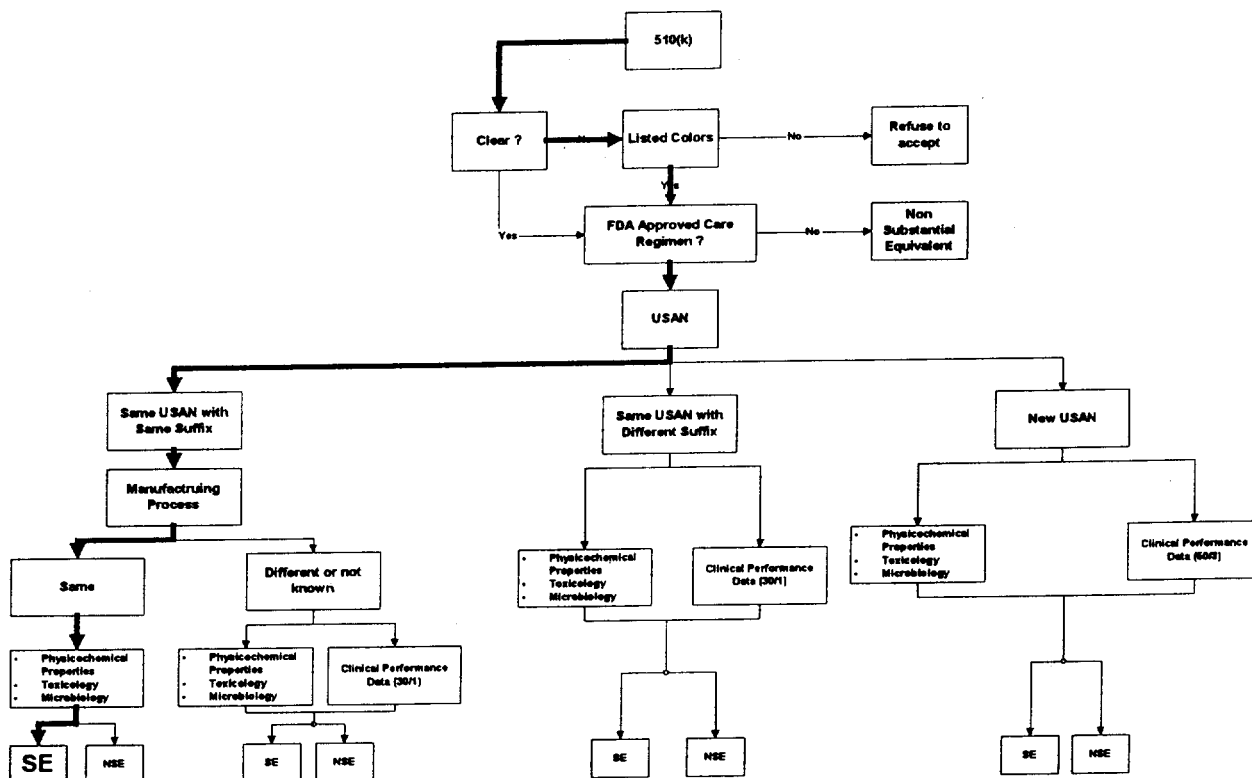 510(k)
Clear ?
No
Listed Colors
No
Refuse to
accept
Yes
Yes
FDA Approved Care
Regimen ?
No
Non
Substantial
Equivalent
USAN
Same USAN with
Same Suffix
Same USAN with
Different Suffix
New USAN
Manufactruing
Process
Same
Different or not
known
• Physicochemical
Properties
• Toxicology
• Microbiology
Clinical Performance
Data (30/1)
• Physicochemical
Properties
• Toxicology
• Microbiology
Clinical Performance
Data (60/3)
• Physicochemical
Properties
• Toxicology
• Microbiology
• Physicochemical
Properties
• Toxicology
• Microbiology
Clinical Performance
Data (30/1)
SE
NSE
SE
NSE
SE
NSE
SE
NSE